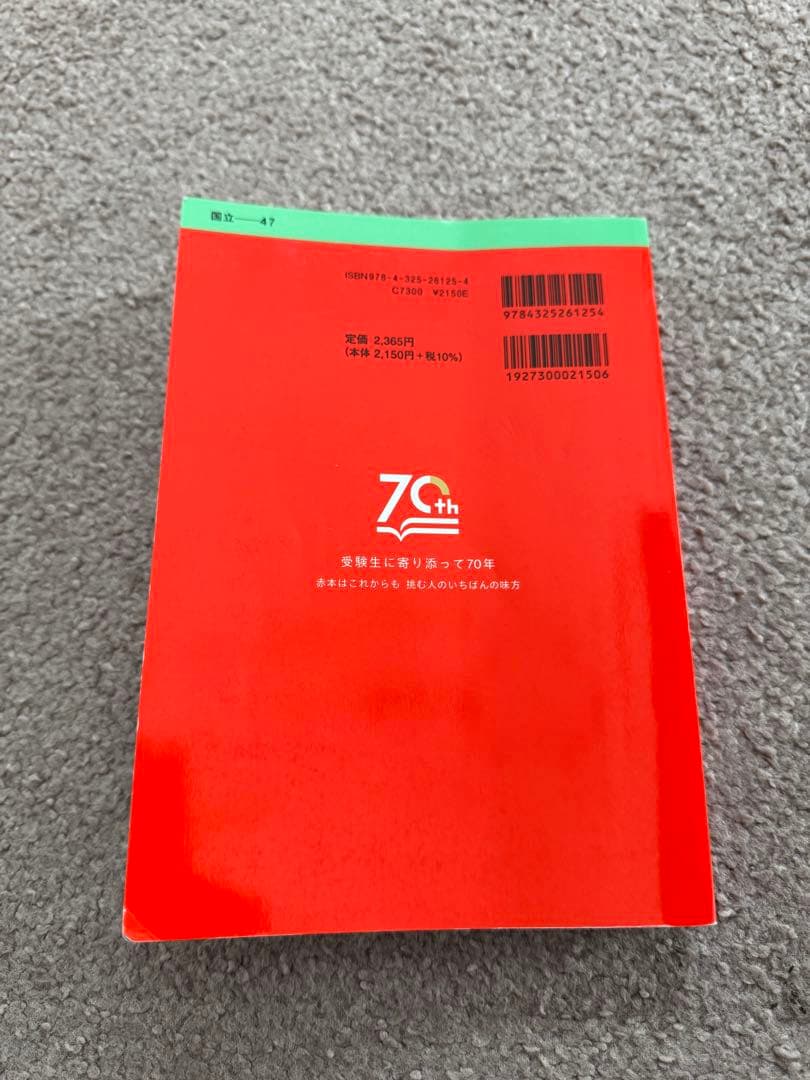 国立——47
ISBN978-4-325-26125-4
C7300 ¥2150E
9784325261254
定価 2,365円
(本体 2,150円+税10%)
1927300021506
70th
受験生に寄り添って70年
赤本はこれからも 挑む人のいちばんの味方